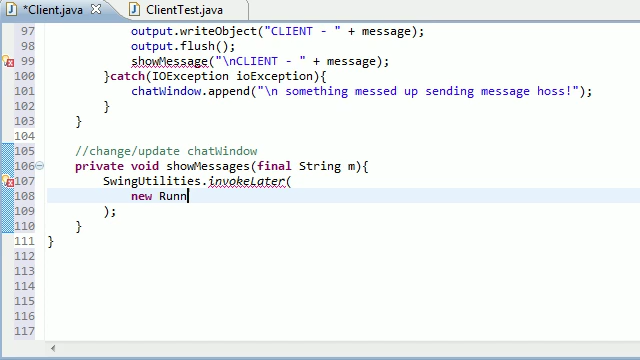 *Client.java ClientTest.java
97 output.writeObject("CLIENT - " + message);
98 output.flush();
99 showMessage("\nCLIENT - " + message);
100 }catch(IOException ioException){
101 chatWindow.append("\n something messed up sending message hoss!");
102 }
103 }
104
105 //change/update chatWindow
106 private void showMessages(final String m){
107 SwingUtilities.invokeLater(
108 new Runn
109 );
110 }
111 }
112
113
114
115
116
117